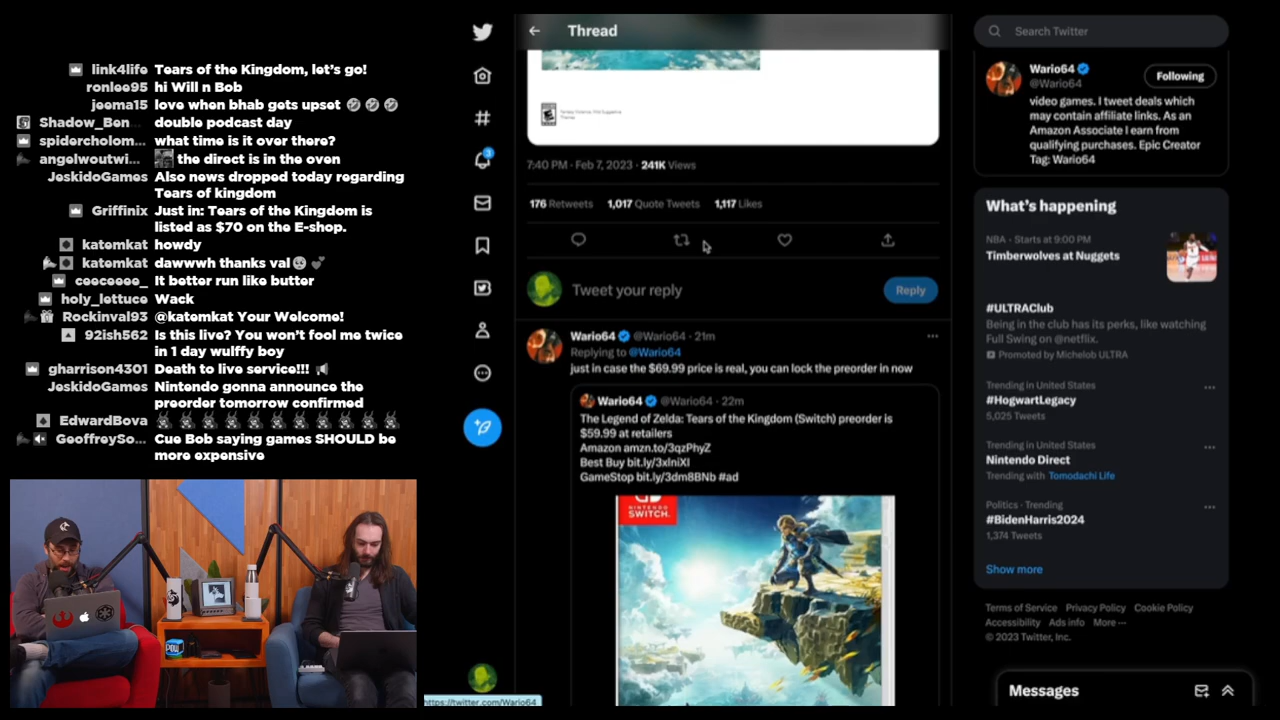 link4life Tears of the Kingdom, let's go!
ronlee95 hi Will n Bob
jeema15 love when bhab gets upset
Shadow_Ben... double podcast day
spidercholom... what time is it over there?
angelwoutwi... the direct is in the oven
JeskidoGames Also news dropped today regarding
Tears of kingdom
Griffinix Just in: Tears of the Kingdom is
listed as $70 on the E-shop.
katemkat howdy
katemkat dawwwh thanks val
ceeceeee_ It better run like butter
holy_lettuce Wack
Rockinval93 @katemkat Your Welcome!
92ish562 Is this live? You won't fool me twice
in 1 day wulffy boy
gharrison4301 Death to live service!!!
JeskidoGames Nintendo gonna announce the
preorder tomorrow confirmed
EdwardBova
GeoffreySo... Cue Bob saying games SHOULD be
more expensive
POW
3
Thread
E
7:40 PM · Feb 7, 2023 · 241K Views
176 Retweets 1,017 Quote Tweets 1,117 Likes
Tweet your reply
Reply
Wario64 @Wario64 · 21m
Replying to @Wario64
just in case the $69.99 price is real, you can lock the preorder in now
Wario64 @Wario64 · 22m
The Legend of Zelda: Tears of the Kingdom (Switch) preorder is
$59.99 at retailers
Amazon amzn.to/3qzPhyZ
Best Buy bit.ly/3xlniXI
GameStop bit.ly/3dm8BNb #ad
NINTENDO
SWITCH
https://twitter.com/Wario64
Search Twitter
Wario64
@Wario64
Following
video games. I tweet deals which
may contain affiliate links. As an
Amazon Associate I earn from
qualifying purchases. Epic Creator
Tag: Wario64
What's happening
NBA · Starts at 9:00 PM
Timberwolves at Nuggets
#ULTRAClub
Being in the club has its perks, like watching
Full Swing on @netflix.
Promoted by Michelob ULTRA
Trending in United States
#HogwartLegacy
5,025 Tweets
Trending in United States
Nintendo Direct
Trending with Tomodachi Life
Politics · Trending
#BidenHarris2024
1,374 Tweets
Show more
Terms of Service Privacy Policy Cookie Policy
Accessibility Ads info More ···
© 2023 Twitter, Inc.
Messages